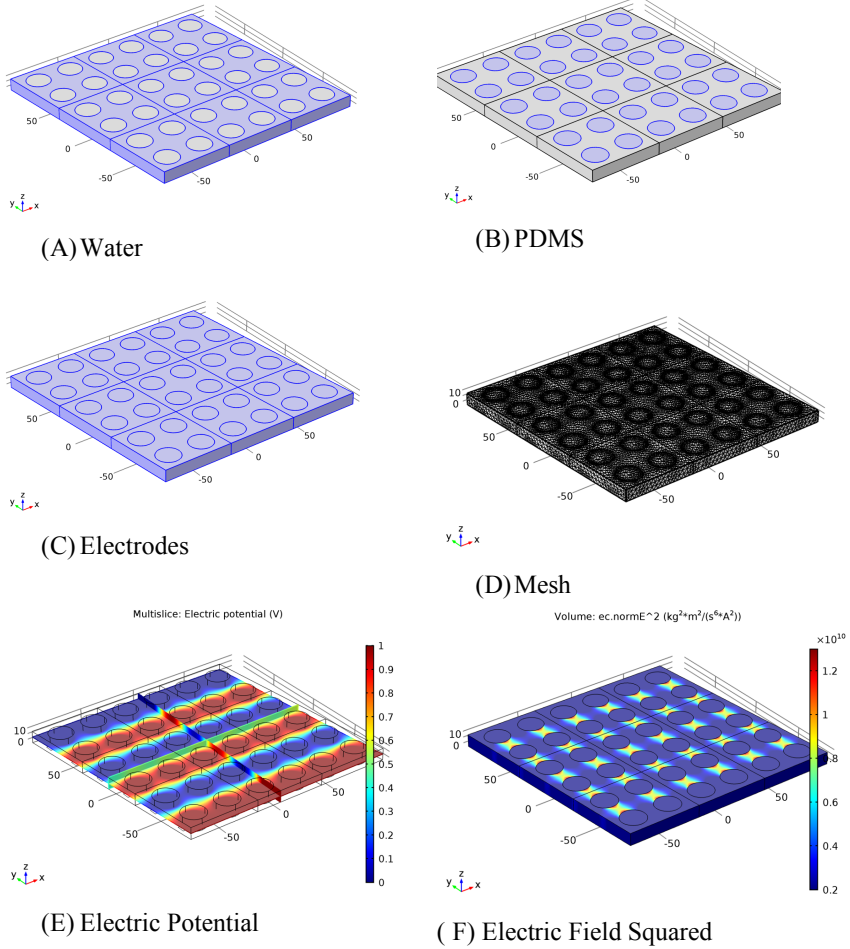 50
0
-50
50
0
-50
z
y
x
(A) Water
50
0
-50
50
0
-50
z
y
x
(B) PDMS
50
0
-50
50
0
-50
z
y
x
(C) Electrodes
10
0
50
0
-50
50
0
-50
z
y
x
(D) Mesh
Multislice: Electric potential (V)
10
0
50
0
-50
50
0
-50
z
y
x
1
0.9
0.8
0.7
0.6
0.5
0.4
0.3
0.2
0.1
0
(E) Electric Potential
Volume: ec.normE^2 (kg²*m²/(s⁶*A²))
10
0
50
0
-50
50
0
-50
z
y
x
×10¹⁰
1.2
1
0.8
0.6
0.4
0.2
( F) Electric Field Squared